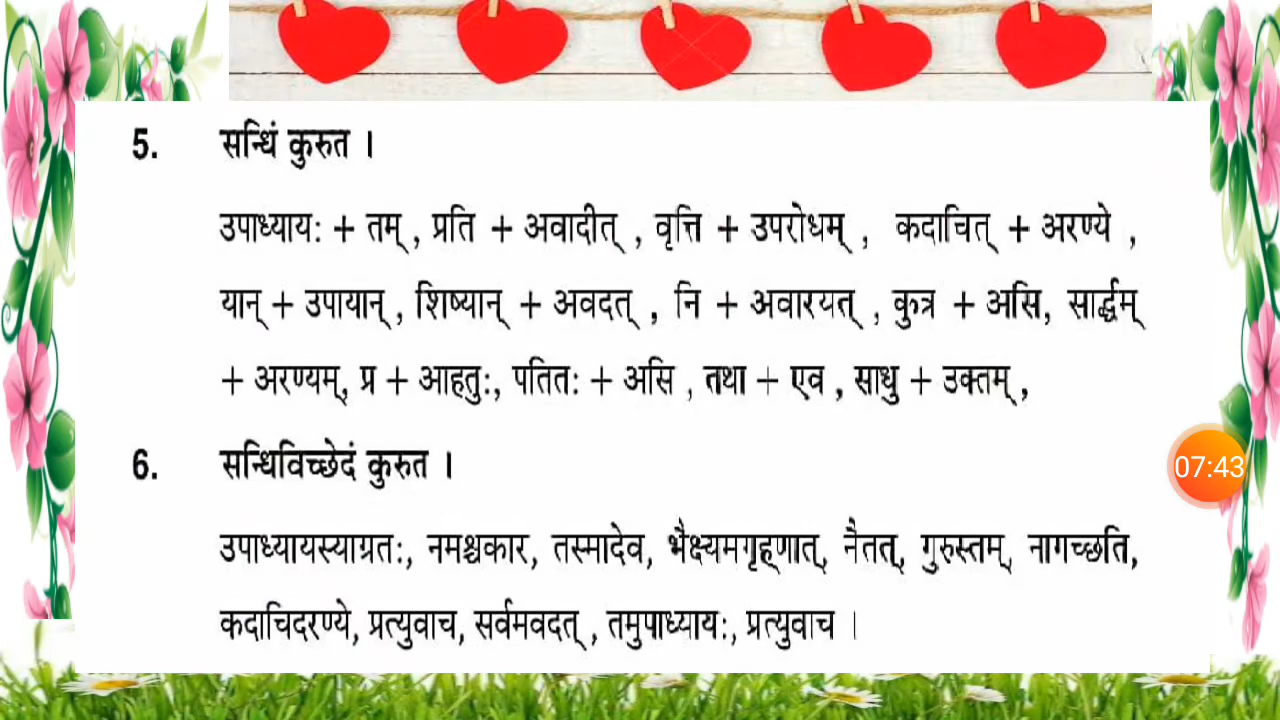 5. सन्धिं कुरुत ।
उपाध्यायः + तम् , प्रति + अवादीत् , वृत्ति + उपरोधम् , कदाचित् + अरण्ये ,
यान् + उपायान् , शिष्यान् + अवदत् , नि + अवारयत् , कुत्र + असि, सार्द्धम्
+ अरण्यम्, प्र + आहतुः, पतितः + असि , तथा + एव , साधु + उक्तम् ,
6. सन्धिविच्छेदं कुरुत ।
07:43
उपाध्यायस्याग्रतः, नमश्चकार, तस्मादेव, भैक्ष्यमगृह्णात्, नैतत्, गुरुस्तम्, नागच्छति,
कदाचिदरण्ये, प्रत्युवाच, सर्वमवदत् , तमुपाध्यायः, प्रत्युवाच ।